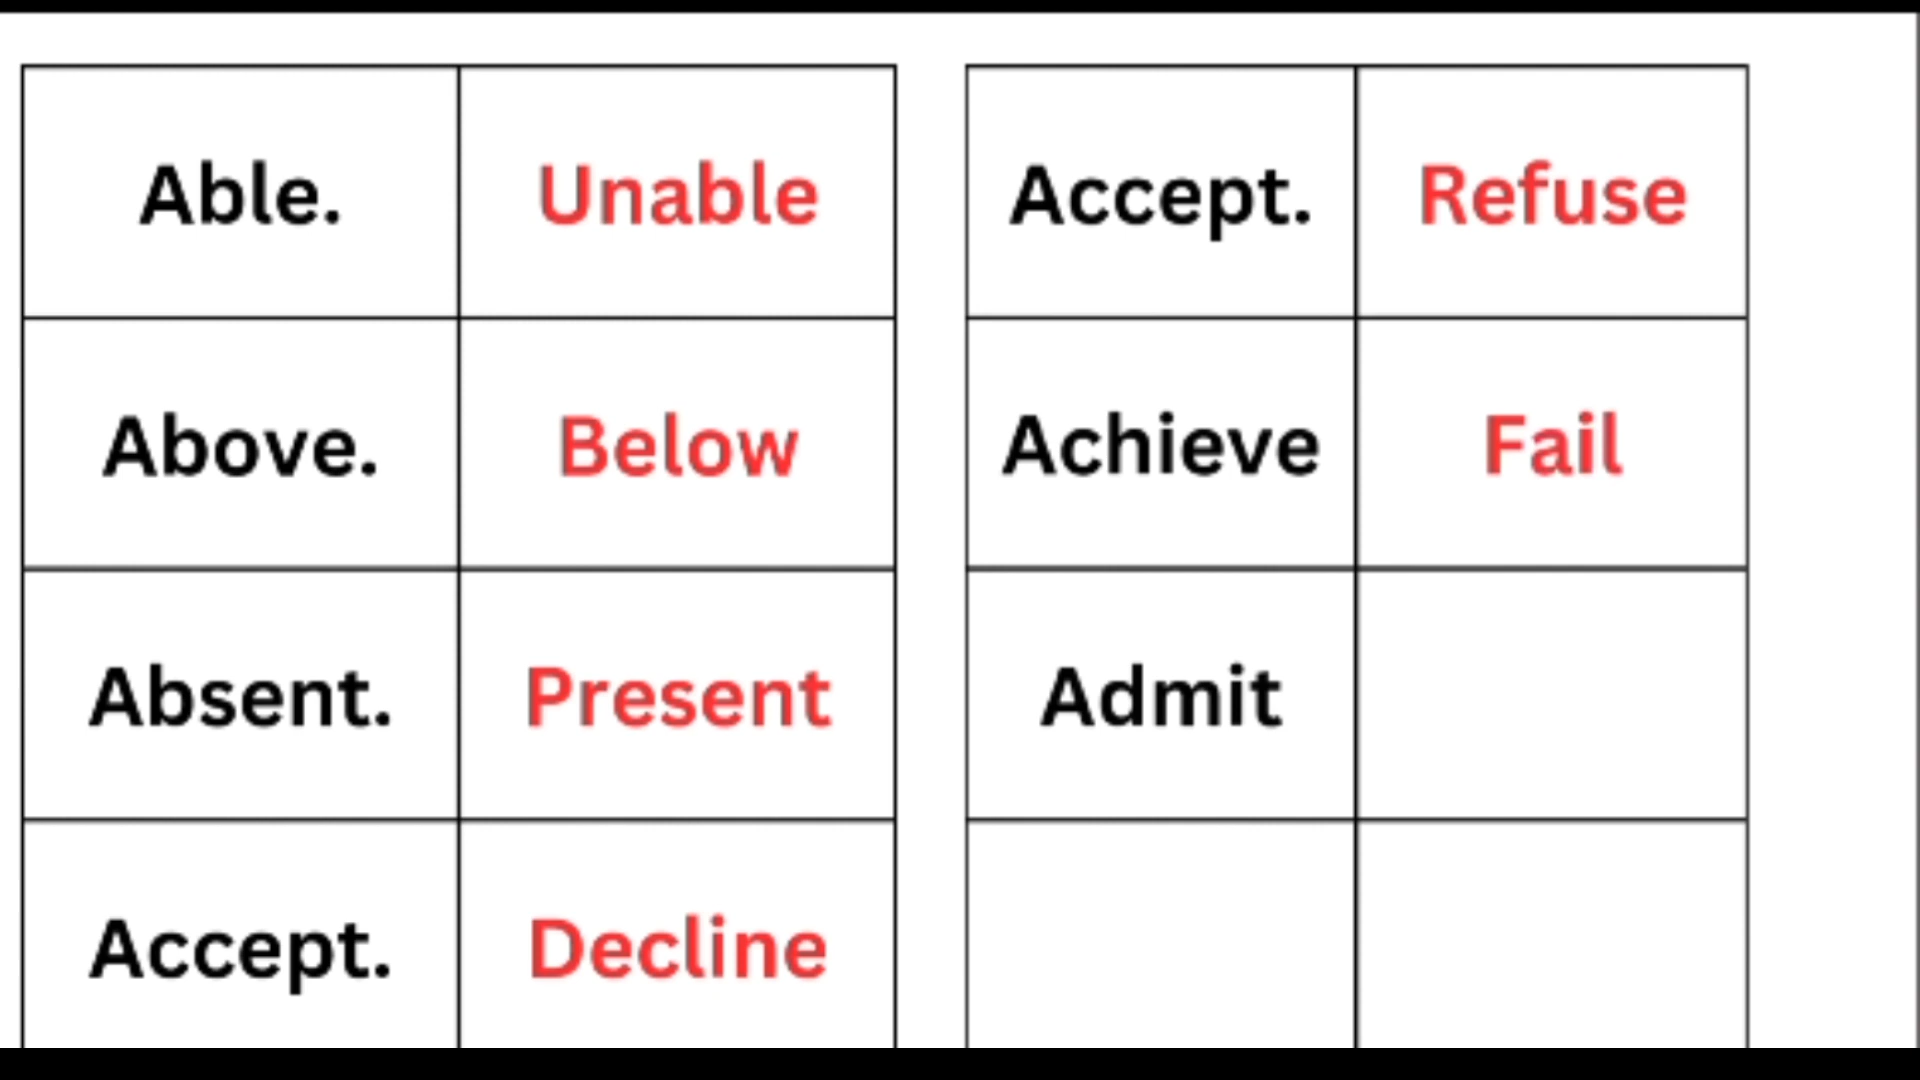 Able. Unable
Above. Below
Absent. Present
Accept. Decline
Accept. Refuse
Achieve Fail
Admit